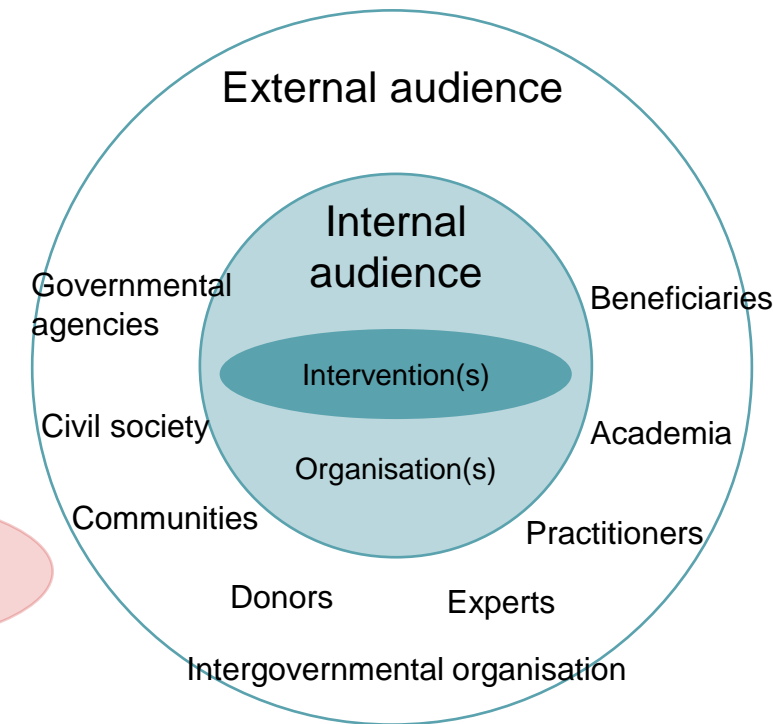 External audience
Internal
audience
Governmental
agencies
Beneficiaries
Intervention(s)
Civil society
Academia
Organisation(s)
Communities
Practitioners
Donors
Experts
Intergovernmental organisation